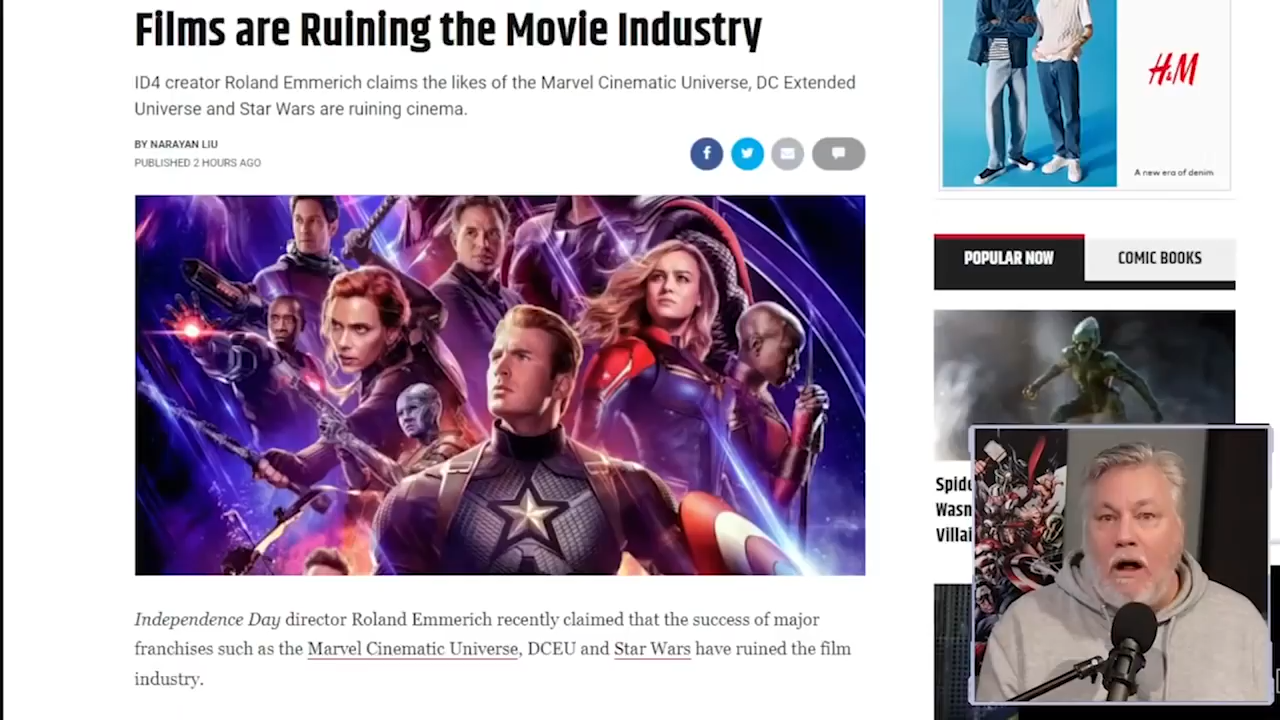 Films are Ruining the Movie Industry
ID4 creator Roland Emmerich claims the likes of the Marvel Cinematic Universe, DC Extended
Universe and Star Wars are ruining cinema.
BY NARAYAN LIU
PUBLISHED 2 HOURS AGO
f
Independence Day director Roland Emmerich recently claimed that the success of major
franchises such as the Marvel Cinematic Universe, DCEU and Star Wars have ruined the film
industry.
H&M
A new era of denim
POPULAR NOW
COMIC BOOKS
Spid
Wasn
Villai